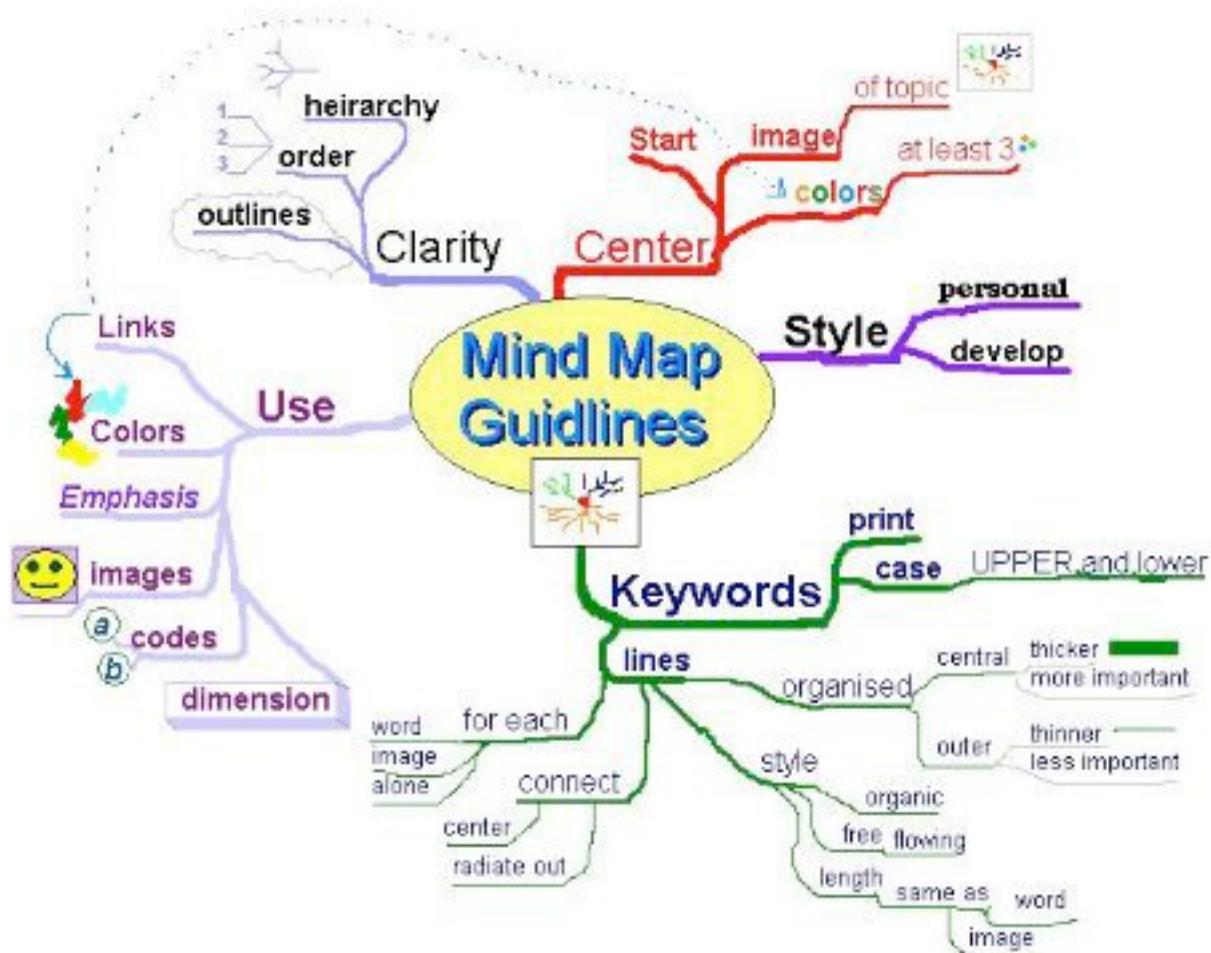 Mind Map
Guidlines
Center
Start
image
of topic
colors
at least 3
Style
personal
develop
Keywords
print
case
UPPER and lower
lines
organised
central
thicker
more important
outer
thinner
less important
style
organic
free
flowing
length
same as
word
image
connect
center
radiate out
for each
word
image
alone
Use
Links
Colors
Emphasis
images
codes
a
b
dimension
Clarity
heirarchy
order
1
2
3
outlines